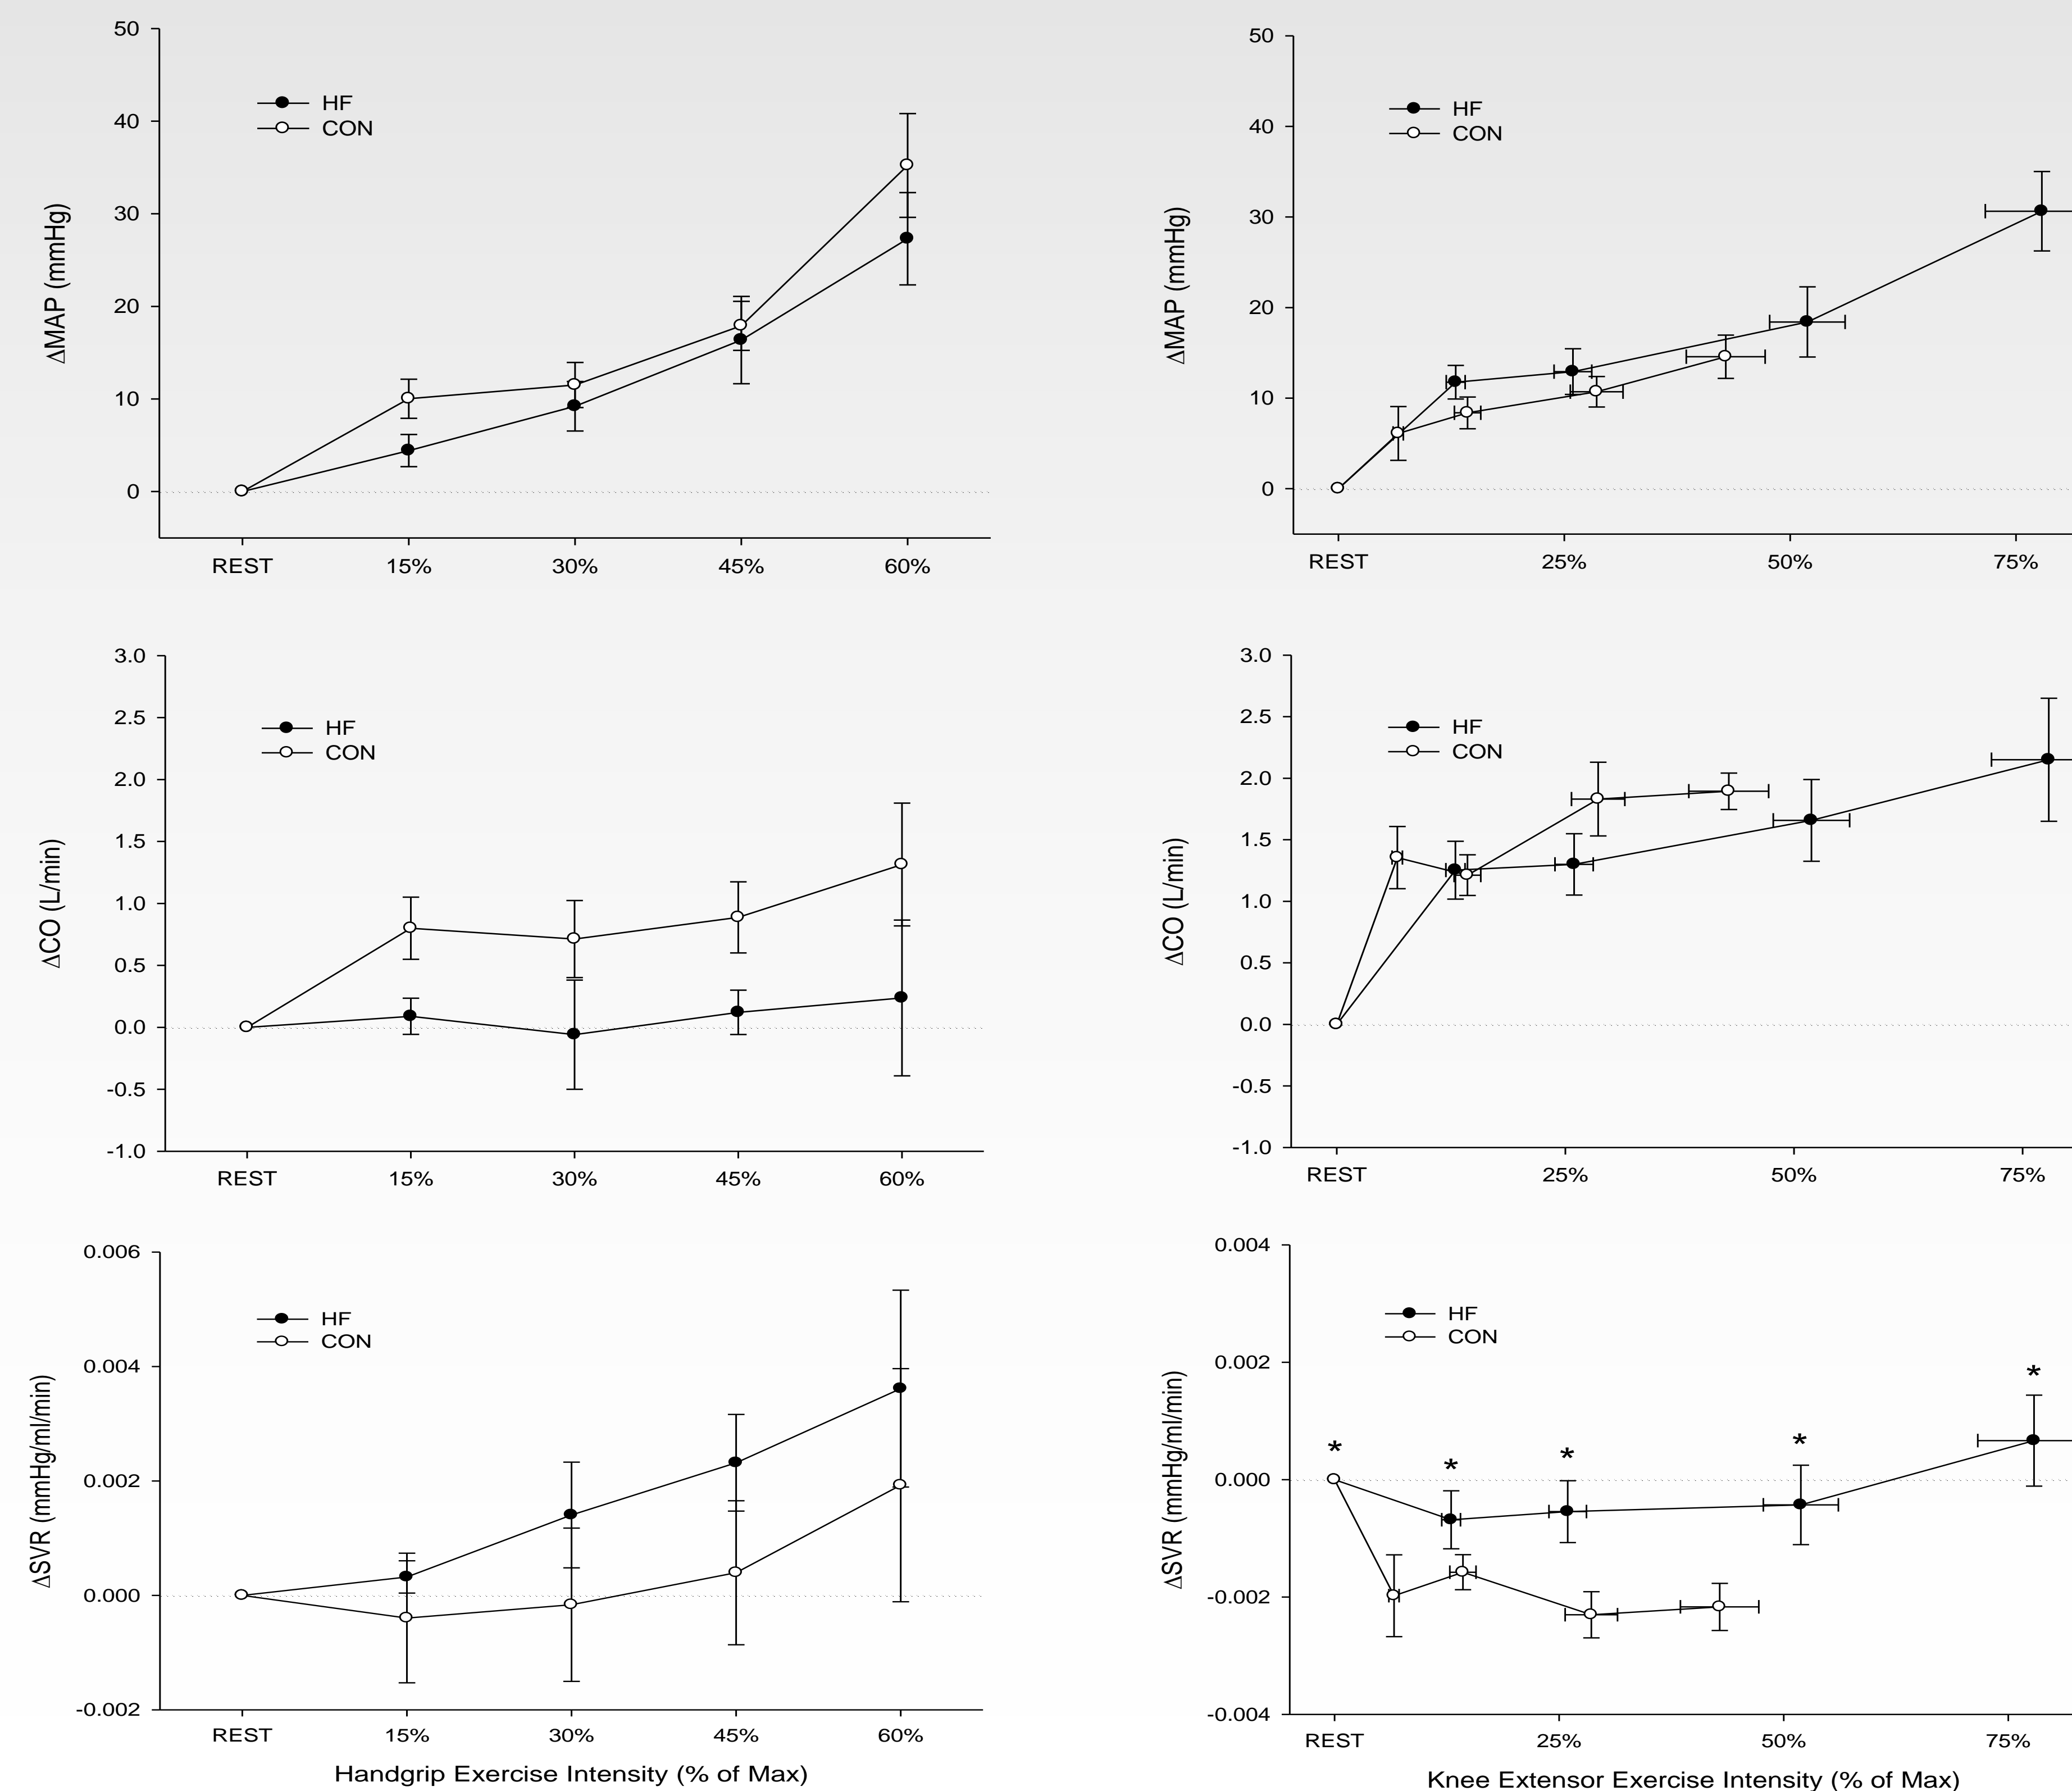 50
40
30
20
10
0
ΔMAP (mmHg)
HF
CON
REST 15% 30% 45% 60%
50
40
30
20
10
0
ΔMAP (mmHg)
HF
CON
REST 25% 50% 75%
3.0
2.5
2.0
1.5
1.0
0.5
0.0
-0.5
-1.0
ΔCO (L/min)
HF
CON
REST 15% 30% 45% 60%
3.0
2.5
2.0
1.5
1.0
0.5
0.0
-0.5
-1.0
ΔCO (L/min)
HF
CON
REST 25% 50% 75%
0.006
0.004
0.002
0.000
-0.002
ΔSVR (mmHg/ml/min)
HF
CON
REST 15% 30% 45% 60%
Handgrip Exercise Intensity (% of Max)
0.004
0.002
0.000
-0.002
-0.004
ΔSVR (mmHg/ml/min)
HF
CON
* * * * *
REST 25% 50% 75%
Knee Extensor Exercise Intensity (% of Max)